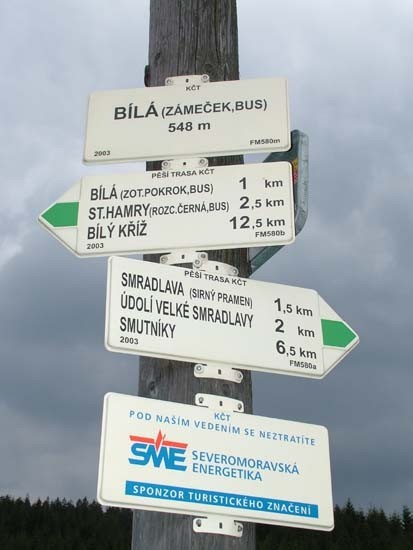 KČT
BÍLÁ (ZÁMEČEK,BUS)
548 m
2003 FM580m
PĚŠÍ TRASA KČT
BÍLÁ (ZOT.POKROK,BUS) 1 km
ST.HAMRY (ROZC.ČERNÁ,BUS) 2,5 km
BÍLÝ KŘÍŽ 12,5 km
2003 FM580b
PĚŠÍ TRASA KČT
SMRADLAVA (SIRNÝ PRAMEN) 1,5 km
ÚDOLÍ VELKÉ SMRADLAVY 2 km
SMUTNÍKY 6,5 km
2003 FM580a
KČT
POD NAŠÍM VEDENÍM SE NEZTRATÍTE
SME SEVEROMORAVSKÁ
ENERGETIKA
SPONZOR TURISTICKÉHO ZNAČENÍ